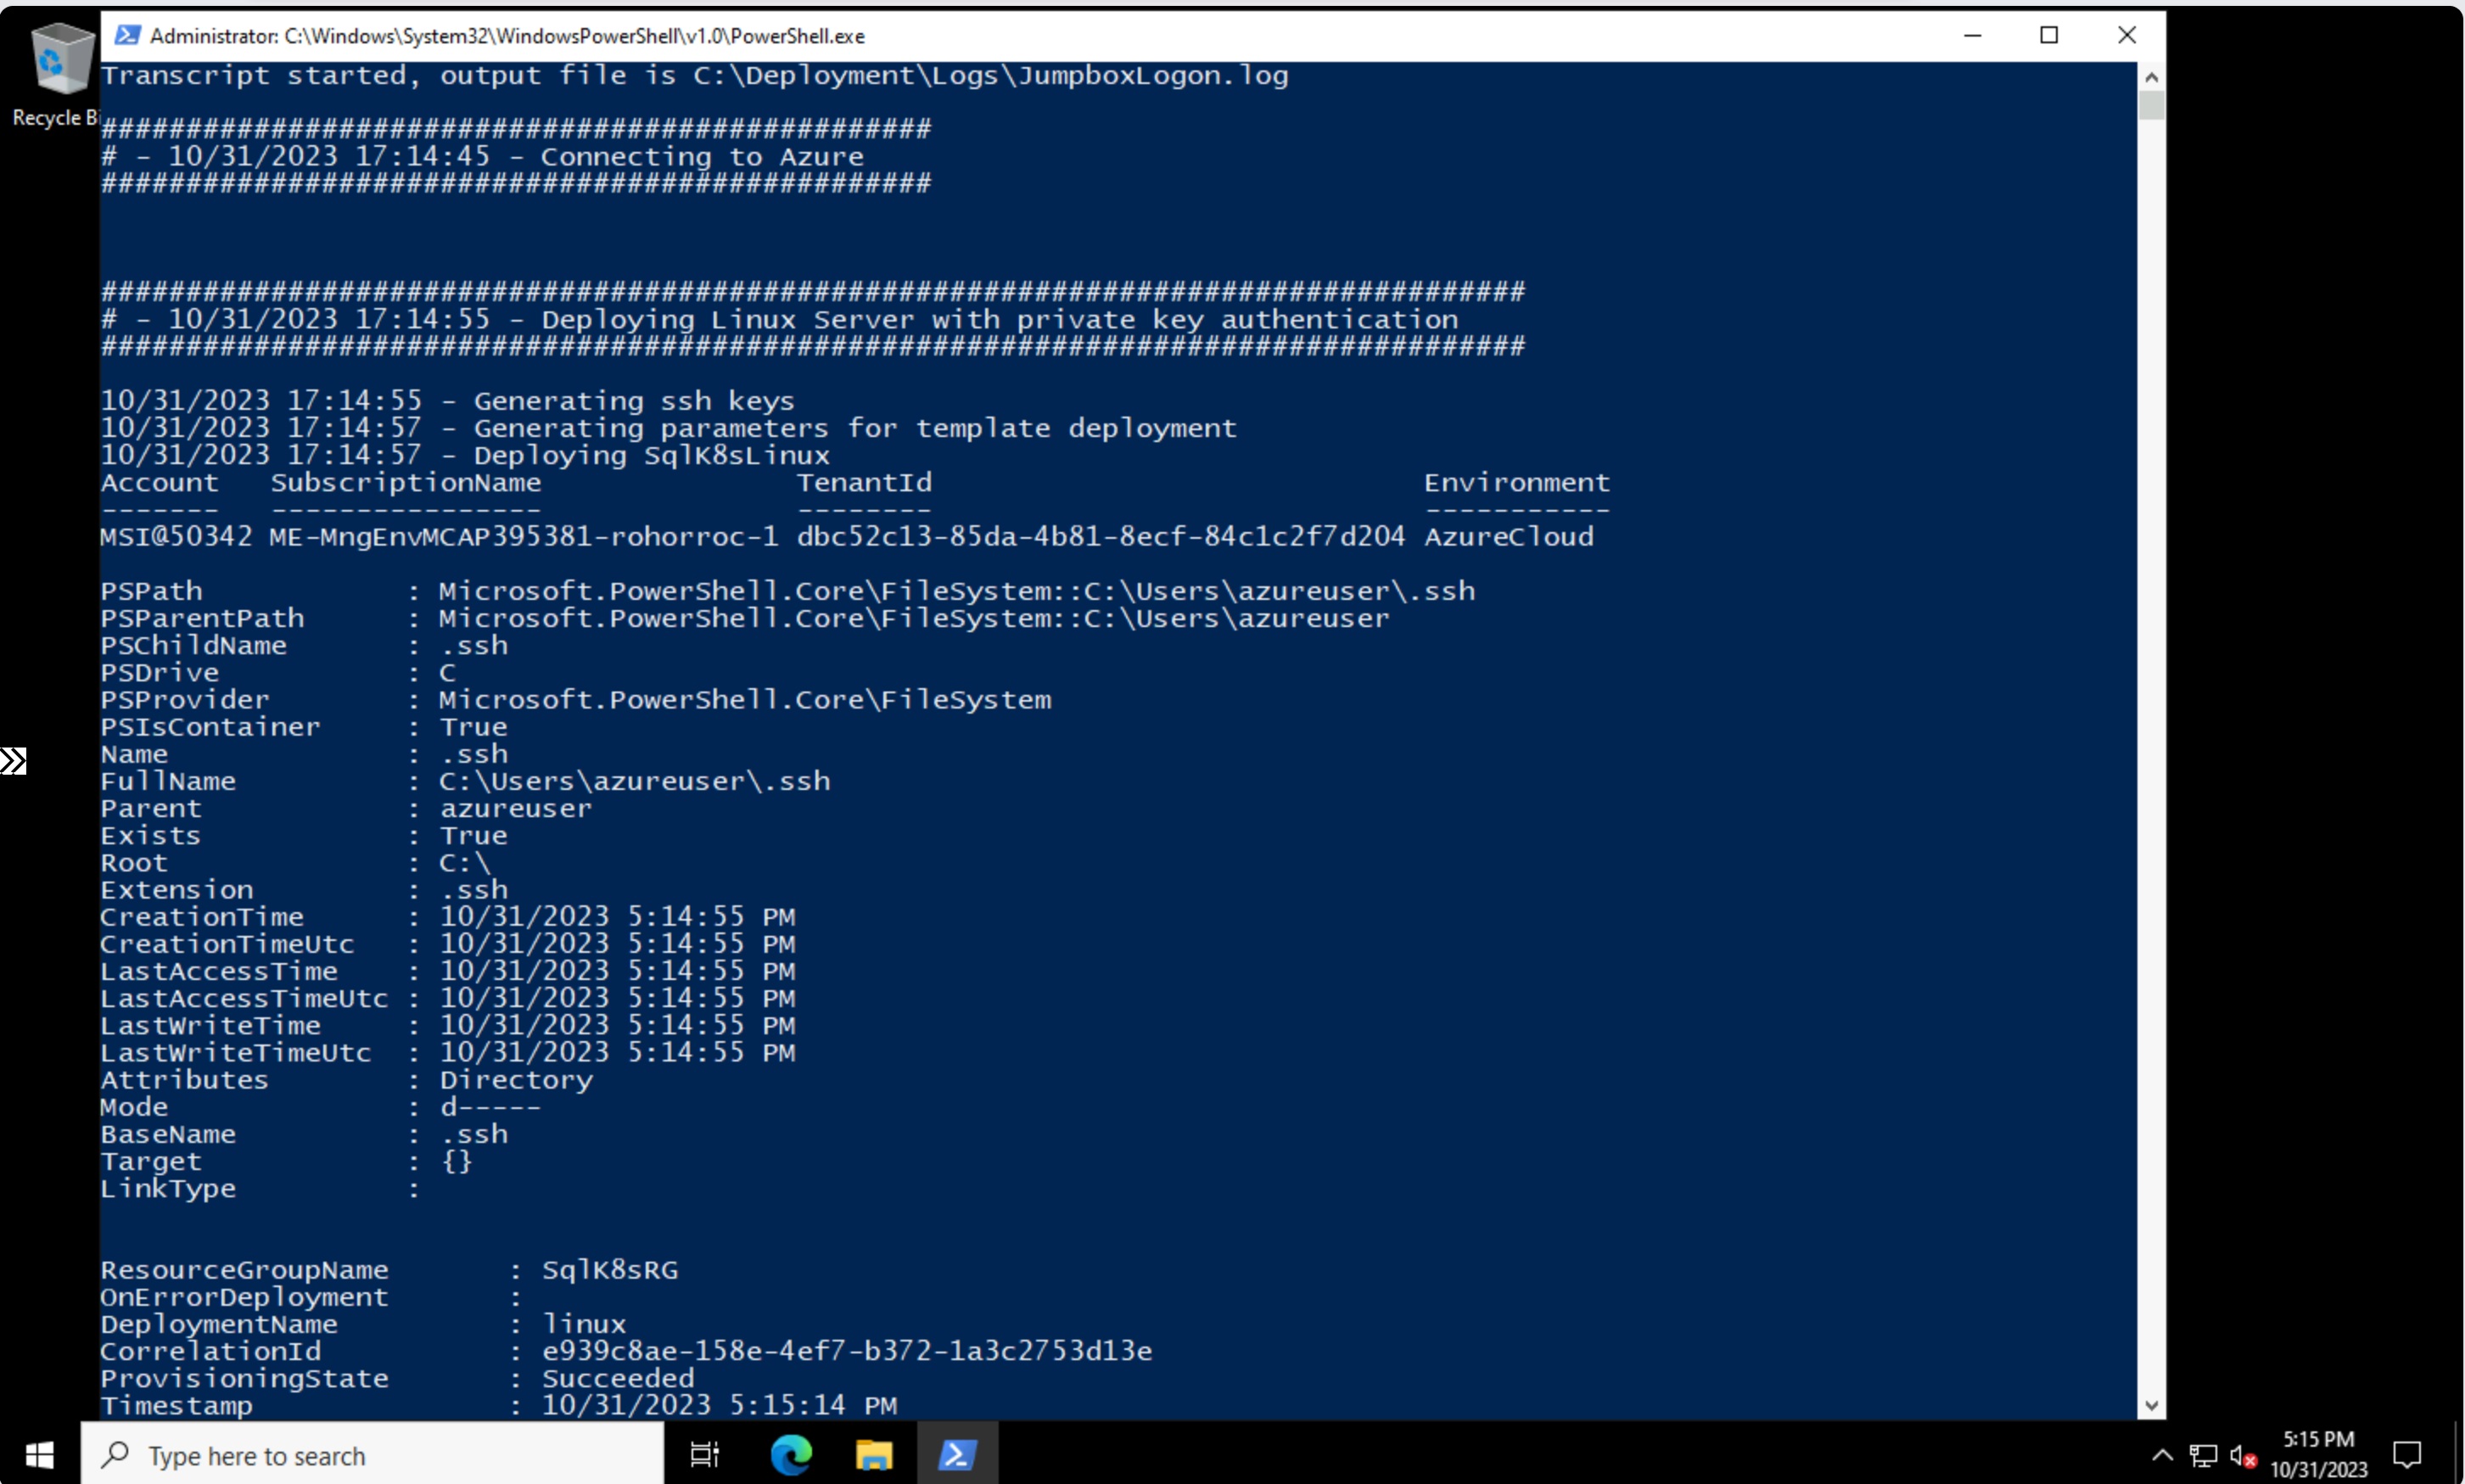 Administrator: C:\Windows\System32\WindowsPowerShell\v1.0\PowerShell.exe
Recycle Bi
Transcript started, output file is C:\Deployment\Logs\JumpboxLogon.log
#################################################
# - 10/31/2023 17:14:45 - Connecting to Azure
#################################################
####################################################################################
# - 10/31/2023 17:14:55 - Deploying Linux Server with private key authentication
####################################################################################
10/31/2023 17:14:55 - Generating ssh keys
10/31/2023 17:14:57 - Generating parameters for template deployment
10/31/2023 17:14:57 - Deploying SqlK8sLinux
Account   SubscriptionName               TenantId                             Environment
-------   ----------------               --------                             -----------
MSI@50342 ME-MngEnvMCAP395381-rohorroc-1 dbc52c13-85da-4b81-8ecf-84c1c2f7d204 AzureCloud
PSPath            : Microsoft.PowerShell.Core\FileSystem::C:\Users\azureuser\.ssh
PSParentPath      : Microsoft.PowerShell.Core\FileSystem::C:\Users\azureuser
PSChildName       : .ssh
PSDrive           : C
PSProvider        : Microsoft.PowerShell.Core\FileSystem
PSIsContainer     : True
Name              : .ssh
FullName          : C:\Users\azureuser\.ssh
Parent            : azureuser
Exists            : True
Root              : C:\
Extension         : .ssh
CreationTime      : 10/31/2023 5:14:55 PM
CreationTimeUtc   : 10/31/2023 5:14:55 PM
LastAccessTime    : 10/31/2023 5:14:55 PM
LastAccessTimeUtc : 10/31/2023 5:14:55 PM
LastWriteTime     : 10/31/2023 5:14:55 PM
LastWriteTimeUtc  : 10/31/2023 5:14:55 PM
Attributes        : Directory
Mode              : d-----
BaseName          : .ssh
Target            : {}
LinkType          :
ResourceGroupName       : SqlK8sRG
OnErrorDeployment       :
DeploymentName          : linux
CorrelationId           : e939c8ae-158e-4ef7-b372-1a3c2753d13e
ProvisioningState       : Succeeded
Timestamp               : 10/31/2023 5:15:14 PM
Type here to search
5:15 PM
10/31/2023